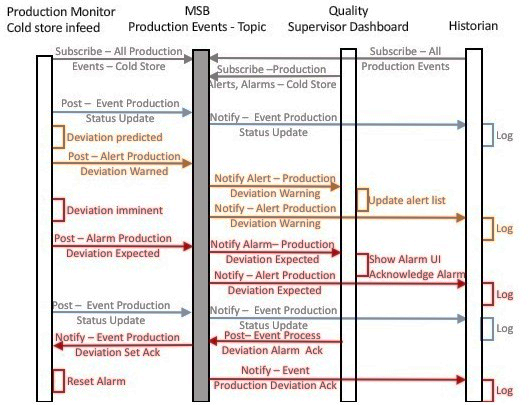 Production Monitor
Cold store infeed
MSB
Production Events - Topic
Quality
Supervisor Dashboard
Historian
Subscribe – All Production
Events – Cold Store
Subscribe – All
Production Events
Subscribe –Production
Alerts, Alarms – Cold Store
Post – Event Production
Status Update
Notify – Event Production
Status Update
Log
Deviation predicted
Post – Alert Production
Deviation Warned
Notify Alert – Production
Deviation Warning
Update alert list
Notify – Alert Production
Deviation Warning
Log
Deviation imminent
Post – Alarm Production
Deviation Expected
Notify Alarm– Production
Deviation Expected
Show Alarm UI
Acknowledge Alarm
Notify – Alert Production
Deviation Expected
Log
Post – Event Production
Status Update
Notify – Event Production
Status Update
Log
Post– Event Process
Deviation Alarm Ack
Notify – Event Production
Deviation Set Ack
Reset Alarm
Notify – Event
Production Deviation Ack
Log